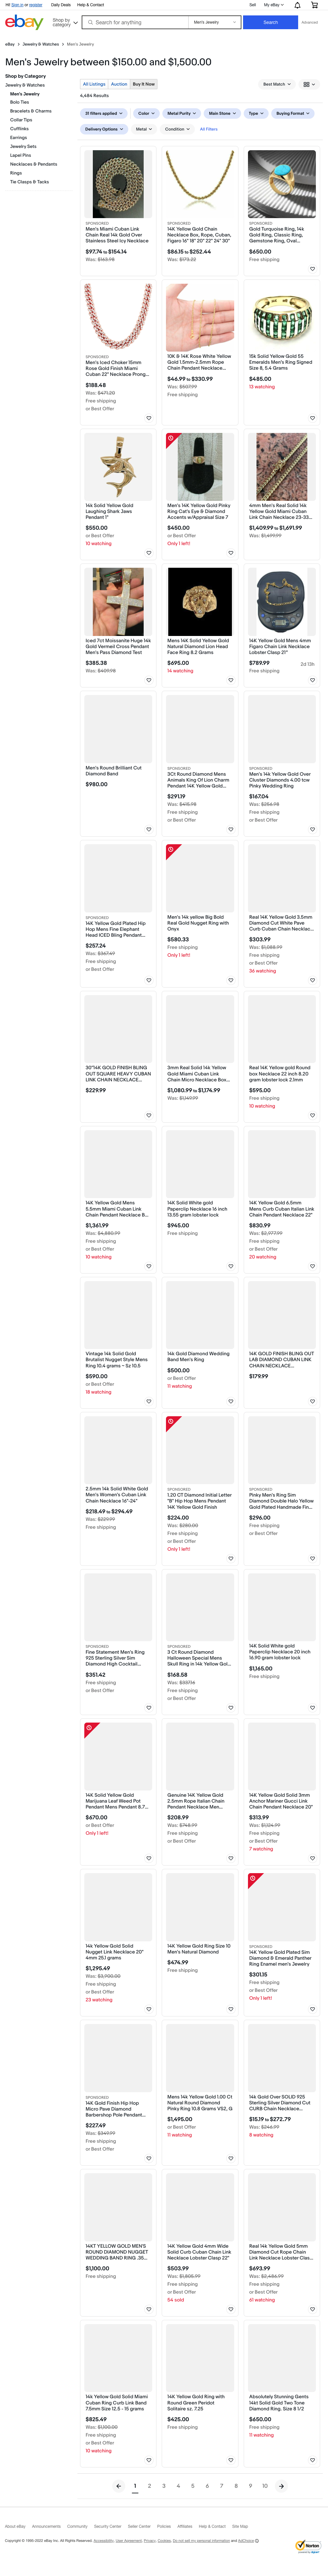 Hi! Sign in or register
Daily Deals
Help & Contact
Sell
My eBay
ebay
Shop by category
Search for anything
Men's Jewelry
Search
Advanced
eBay > Jewelry & Watches > Men's Jewelry
Men's Jewelry between $150.00 and $1,500.00
Shop by Category
Jewelry & Watches
Men's Jewelry
Bolo Ties
Bracelets & Charms
Collar Tips
Cufflinks
Earrings
Jewelry Sets
Lapel Pins
Necklaces & Pendants
Rings
Tie Clasps & Tacks
All Listings
Auction
Buy It Now
Best Match
4,484 Results
31 filters applied
Color
Metal Purity
Main Stone
Type
Buying Format
Delivery Options
Metal
Condition
All Filters
SPONSORED
Men's Miami Cuban Link
Chain Real 14k Gold Over
Stainless Steel Icy Necklace
$97.74 to $154.14
Was: $163.98
SPONSORED
14K Yellow Gold Chain
Necklace Box, Rope, Cuban,
Figaro 16" 18" 20" 22" 24" 30"
$66.15 to $252.44
Was: $173.22
SPONSORED
Gold Turquoise Ring, 14k
Gold Ring, Classic Ring,
Gemstone Ring, Oval...
$650.00
Free shipping
SPONSORED
Men's Iced Choker 15mm
Rose Gold Finish Miami
Cuban 22" Necklace Prong...
$188.48
Was: $471.20
Free shipping
or Best Offer
10K & 14K Rose White Yellow
Gold 1.5mm-2.5mm Rope
Chain Pendant Necklace...
$46.99 to $330.99
Was: $507.99
Free shipping
15k Solid Yellow Gold SS
Emeralds Men's Ring Signed
Size 8, 5.4 Grams
$485.00
13 watching
14k Solid Yellow Gold
Laughing Shark Jaws
Pendant 1"
$550.00
or Best Offer
10 watching
Men's 14K Yellow Gold Pinky
Ring Cat's Eye & Diamond
Accents w/Appraisal Size 7
$450.00
or Best Offer
Only 1 left!
4mm Men's Real Solid 14k
Yellow Gold Miami Cuban
Link Chain Necklace 23-33...
$1,409.99 to $1,691.99
Was: $1,499.99
Iced 7ct Moissanite Huge 14k
Gold Vermeil Cross Pendant
Men's Pass Diamond Test
$385.38
Was: $409.98
Mens 14K Solid Yellow Gold
Natural Diamond Lion Head
Face Ring 8.2 Grams
$695.00
14 watching
14K Yellow Gold Mens 4mm
Figaro Chain Link Necklace
Lobster Clasp 21"
$789.99
2d 13h
Free shipping
Men's Round Brilliant Cut
Diamond Band
$980.00
SPONSORED
3Ct Round Diamond Mens
Animals King Of Lion Charm
Pendant 14K Yellow Gold...
$291.19
Was: $415.98
Free shipping
or Best Offer
SPONSORED
Men's 14k Yellow Gold Over
Cluster Diamonds 4.00 tcw
Pinky Wedding Ring
$167.04
Was: $256.98
Free shipping
or Best Offer
SPONSORED
14K Yellow Gold Plated Hip
Hop Mens Fine Elephant
Head ICED Bling Pendant...
$257.24
Was: $367.49
Free shipping
or Best Offer
Men's 14k yellow Big Bold
Real Gold Nugget Ring with
Onyx
$580.33
Free shipping
Only 1 left!
Real 14K Yellow Gold 3.5mm
Diamond Cut White Pave
Curb Cuban Chain Necklac...
$303.99
Was: $1,088.99
Free shipping
or Best Offer
36 watching
30"14K GOLD FINISH BLING
OUT SQUARE HEAVY CUBAN
LINK CHAIN NECKLACE...
$229.99
3mm Real Solid 14k Yellow
Gold Miami Cuban Link
Chain Micro Necklace Box...
$1,080.99 to $1,174.99
Was: $1,149.99
Real 14K Yellow gold Round
box Necklace 22 inch 8.20
gram lobster lock 2.1mm
$595.00
Free shipping
10 watching
14K Yellow Gold Mens
5.5mm Miami Cuban Link
Chain Pendant Necklace 8...
$1,361.99
Was: $4,880.99
Free shipping
or Best Offer
10 watching
14K Solid White gold
Paperclip Necklace 16 inch
13.55 gram lobster lock
$945.00
Free shipping
14K Yellow Gold 6.5mm
Mens Curb Cuban Italian Link
Chain Pendant Necklace 22"
$830.99
Was: $2,977.99
Free shipping
or Best Offer
20 watching
Vintage 14k Solid Gold
Brutalist Nugget Style Mens
Ring 10.4 grams ~ Sz 10.5
$590.00
or Best Offer
18 watching
14k Gold Diamond Wedding
Band Men's Ring
$500.00
or Best Offer
11 watching
14K GOLD FINISH BLING OUT
LAB DIAMOND CUBAN LINK
CHAIN NECKLACE...
$179.99
2.5mm 14k Solid White Gold
Men's Women's Cuban Link
Chain Necklace 16"-24"
$218.49 to $294.49
Was: $229.99
Free shipping
SPONSORED
1.20 CT Diamond Initial Letter
"B" Hip Hop Mens Pendant
14K Yellow Gold Finish
$224.00
Was: $280.00
Free shipping
or Best Offer
Only 1 left!
SPONSORED
Pinky Men's Ring Sim
Diamond Double Halo Yellow
Gold Plated Handmade Fin...
$296.00
Free shipping
or Best Offer
SPONSORED
Fine Statement Men's Ring
925 Sterling Silver Sim
Diamond High Cocktail...
$351.42
Free shipping
or Best Offer
SPONSORED
3 Ct Round Diamond
Halloween Special Mens
Skull Ring in 14k Yellow Gol...
$168.58
Free shipping
or Best Offer
14K Solid White gold
Paperclip Necklace 20 inch
16.90 gram lobster lock
$1,165.00
Free shipping
14K Solid Yellow Gold
Marijuana Leaf Weed Pot
Pendant Mens Pendant 8.7...
$670.00
or Best Offer
Only 1 left!
Genuine 14K Yellow Gold
2.5mm Rope Italian Chain
Pendant Necklace Men...
$208.99
Was: $748.99
Free shipping
or Best Offer
14K Yellow Gold Solid 3mm
Anchor Mariner Gucci Link
Chain Pendant Necklace 20"
$313.99
Was: $1,124.99
Free shipping
or Best Offer
7 watching
14k Yellow Gold Solid
Nugget Link Necklace 20"
4mm 25.1 grams
$1,295.49
Was: $3,900.00
Free shipping
or Best Offer
23 watching
14K Yellow Gold Ring Size 10
Men's Natural Diamond
$474.99
Free shipping
SPONSORED
14K Yellow Gold Plated Sim
Diamond & Emerald Panther
Ring Enamel men's Jewelry
$301.15
Free shipping
or Best Offer
Only 1 left!
SPONSORED
14K Gold Finish Hip Hop
Micro Pave Diamond
Barbershop Pole Pendant...
$227.49
Was: $349.99
Free shipping
or Best Offer
Mens 14k Yellow Gold 1.00 Ct
Natural Round Diamond
Pinky Ring 10.8 Grams VS2, G
$1,495.00
or Best Offer
11 watching
14k Gold Over SOLID 925
Sterling Silver Diamond Cut
CURB Chain Necklace...
$15.19 to $272.79
Was: $246.99
8 watching
14KT YELLOW GOLD MEN'S
ROUND DIAMOND NUGGET
WEDDING BAND RING .35...
$1,100.00
Free shipping
14K Yellow Gold 4mm Wide
Solid Curb Cuban Chain Link
Necklace Lobster Clasp 22"
$503.99
Was: $1,805.99
Free shipping
or Best Offer
54 sold
Real 14k Yellow Gold 5mm
Diamond Cut Rope Chain
Link Necklace Lobster Clas...
$693.99
Was: $2,486.99
Free shipping
or Best Offer
61 watching
14k Yellow Gold Solid Miami
Cuban Ring Curb Link Band
7.5mm Size 12.5 - 15 grams
$825.49
Was: $1,100.00
Free shipping
or Best Offer
10 watching
14K Yellow Gold Ring with
Round Green Peridot
Solitaire sz. 7.25
$425.00
Free shipping
Absolutely Stunning Gents
14kt Solid Gold Two Tone
Diamond Ring. Size 8 1/2
$650.00
Free shipping
11 watching
1 2 3 4 5 6 7 8 9 10
About eBay
Announcements
Community
Security Center
Seller Center
Policies
Affiliates
Help & Contact
Site Map
Copyright © 1995-2022 eBay Inc. All Rights Reserved. Accessibility, User Agreement, Privacy, Cookies, Do not sell my personal information and AdChoice
Norton